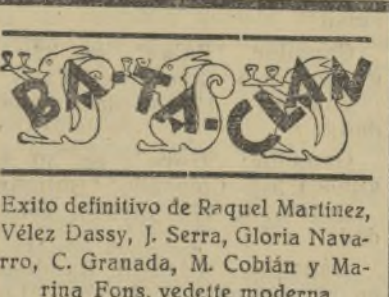 BA-TA-CLAN
Exito definitivo de Raquel Martínez,
Vélez Dassy, J. Serra, Gloria Nava-
rro, C. Granada, M. Cobián y Ma-
rina Fons, vedette moderna